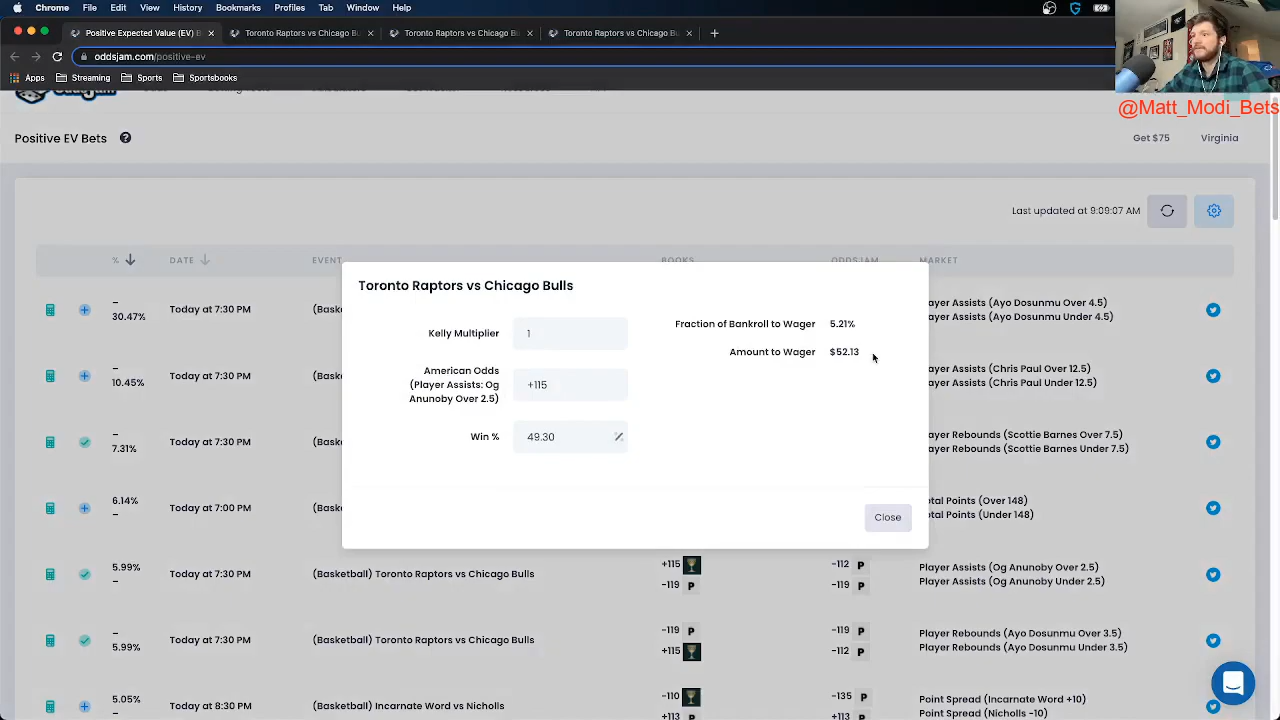 Chrome File Edit View History Bookmarks Profiles Tab Window Help
Positive Expected Value (EV) B
Toronto Raptors vs Chicago Bu
Toronto Raptors vs Chicago Bu
Toronto Raptors vs Chicago Bu
oddsjam.com/positive-ev
Apps Streaming Sports Sportsbooks
@Matt_Modi_Bets
Positive EV Bets
Get $75 Virginia
Last updated at 9:09:07 AM
% DATE EVENT BOOKS ODDSJAM MARKET
Toronto Raptors vs Chicago Bulls
Kelly Multiplier 1
American Odds
(Player Assists: Og
Anunoby Over 2.5)
+115
Win % 49.30
Fraction of Bankroll to Wager 5.21%
Amount to Wager $52.13
Close
–
30.47%
Today at 7:30 PM
(Bask
ayer Assists (Ayo Dosunmu Over 4.5)
ayer Assists (Ayo Dosunmu Under 4.5)
–
10.45%
Today at 7:30 PM
(Bask
ayer Assists (Chris Paul Over 12.5)
ayer Assists (Chris Paul Under 12.5)
–
7.31%
Today at 7:30 PM
(Bask
ayer Rebounds (Scottie Barnes Over 7.5)
ayer Rebounds (Scottie Barnes Under 7.5)
6.14%
–
Today at 7:00 PM
(Bask
otal Points (Over 148)
otal Points (Under 148)
5.99%
–
Today at 7:30 PM
(Basketball) Toronto Raptors vs Chicago Bulls
+115
-119 P
-112 P
-119 P
Player Assists (Og Anunoby Over 2.5)
Player Assists (Og Anunoby Under 2.5)
–
5.99%
Today at 7:30 PM
(Basketball) Toronto Raptors vs Chicago Bulls
-119 P
+115
-119 P
-112 P
Player Rebounds (Ayo Dosunmu Over 3.5)
Player Rebounds (Ayo Dosunmu Under 3.5)
5.05%
–
Today at 8:30 PM
(Basketball) Incarnate Word vs Nicholls
-110
+113 P
-135 P
Point Spread (Incarnate Word +10)
Point Spread (Nicholls -10)